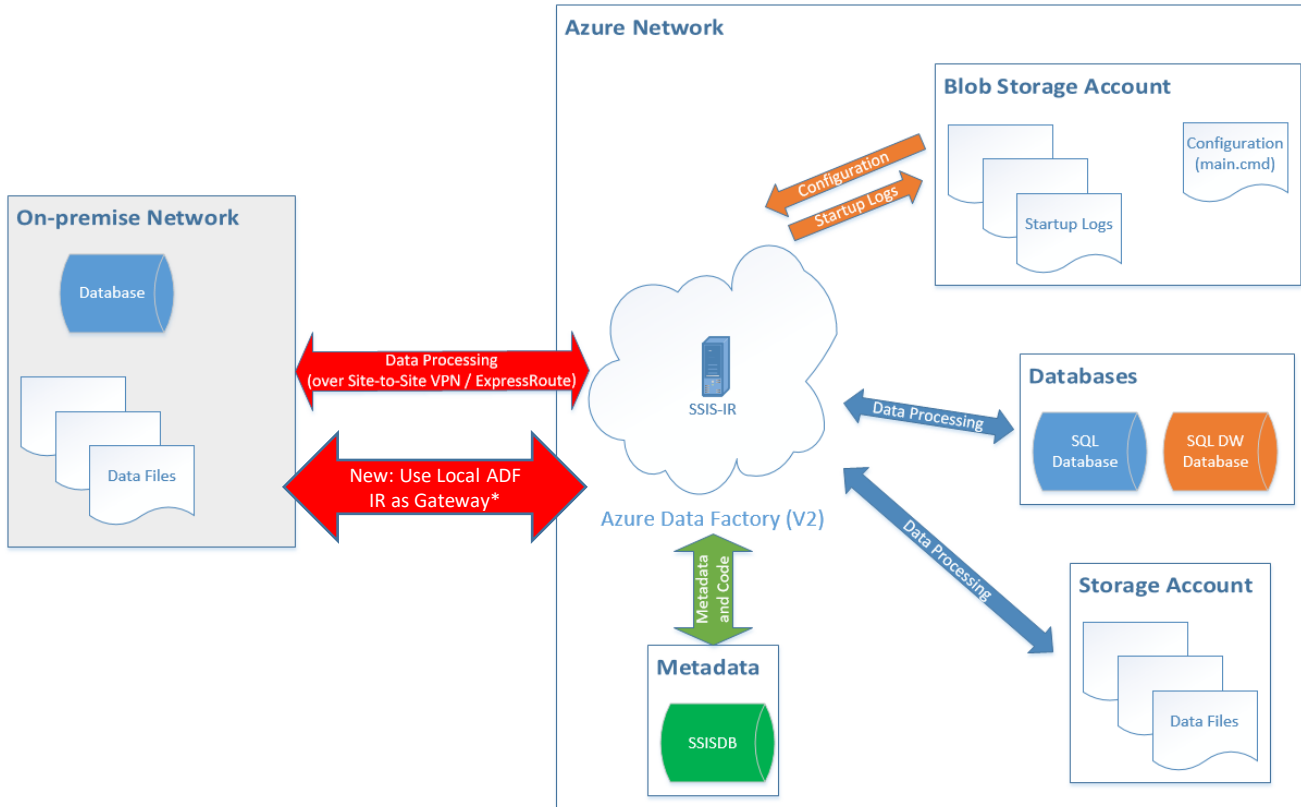 Azure Network
Blob Storage Account
Configuration
(main.cmd)
Startup Logs
Configuration
Startup Logs
On-premise Network
Database
Data Files
Data Processing
(over Site-to-Site VPN / ExpressRoute)
New: Use Local ADF
IR as Gateway*
SSIS-IR
Azure Data Factory (V2)
Data Processing
Databases
SQL
Database
SQL DW
Database
Data Processing
Storage Account
Data Files
Metadata
and Code
Metadata
SSISDB